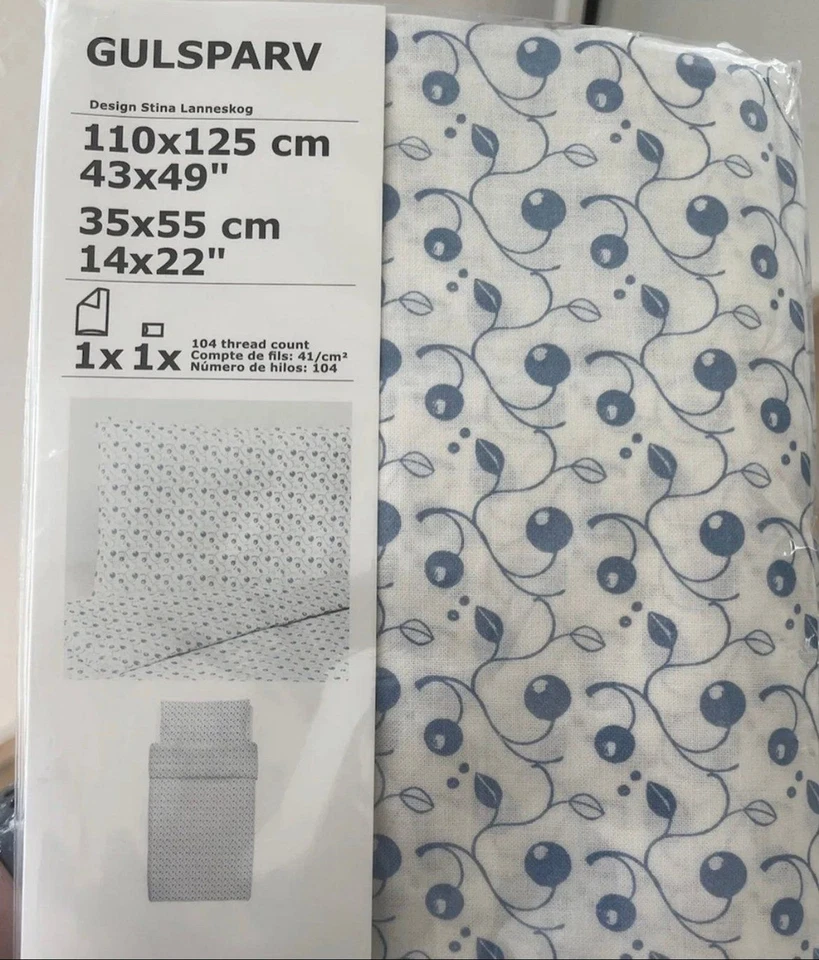 GULSPARV
Design Stina Lanneskog
110x125 cm
43x49"
35x55 cm
14x22"
1x 1x
104 thread count
Compte de fils: 41/cm²
Número de hilos: 104